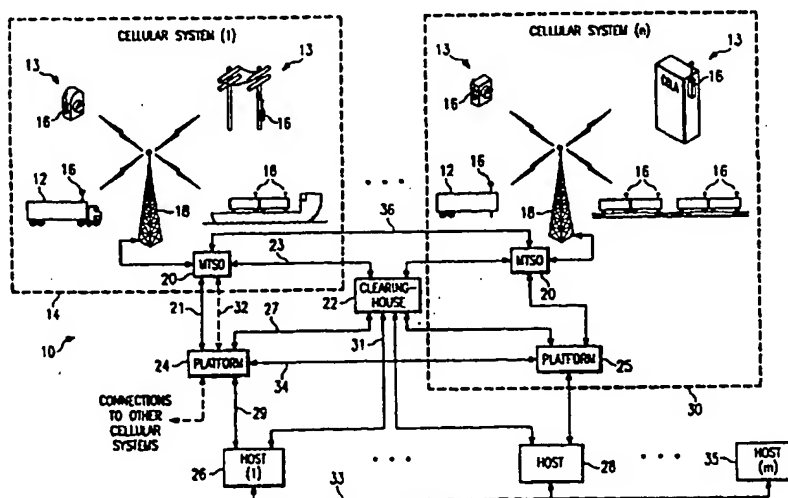 CELLULAR SYSTEM (1)
CELLULAR SYSTEM (n)
13
13
13
13
16
16
16
16
12
16
16
12
16
16
16
18
18
36
MTSO
20
23
MTSO
20
CLEARING-
HOUSE
22
14
21
32
27
31
10
PLATFORM
24
34
PLATFORM
25
CONNECTIONS
TO OTHER
CELLULAR
SYSTEMS
29
30
HOST
(1)
26
HOST
28
HOST
(m)
35
33